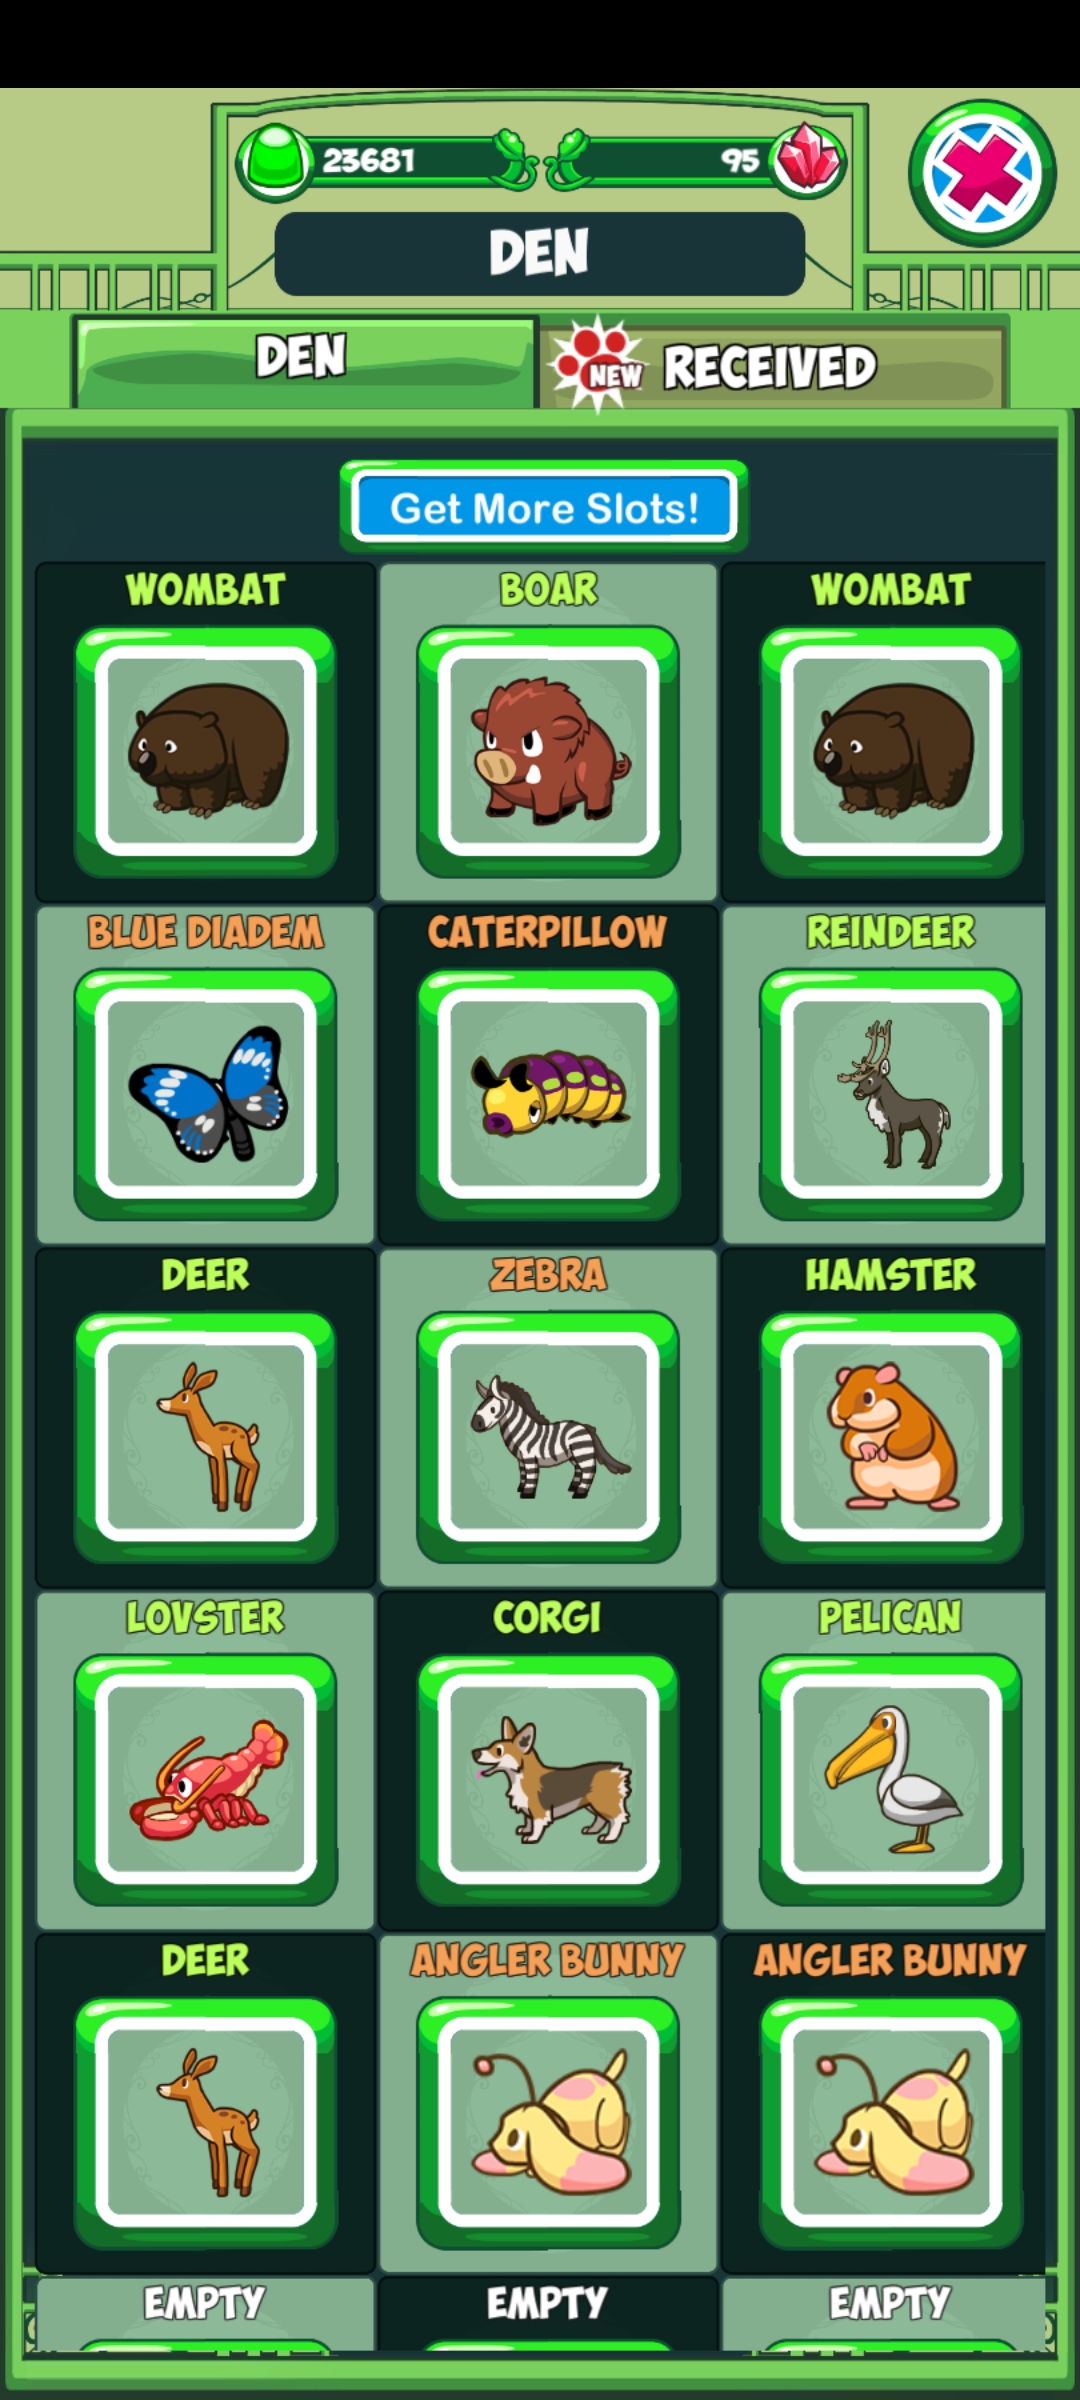 23681
95
DEN
DEN
NEW
RECEIVED
Get More Slots!
WOMBAT
BOAR
WOMBAT
BLUE DIADEM
CATERPILLOW
REINDEER
DEER
ZEBRA
HAMSTER
LOVSTER
CORGI
PELICAN
DEER
ANGLER BUNNY
ANGLER BUNNY
EMPTY
EMPTY
EMPTY